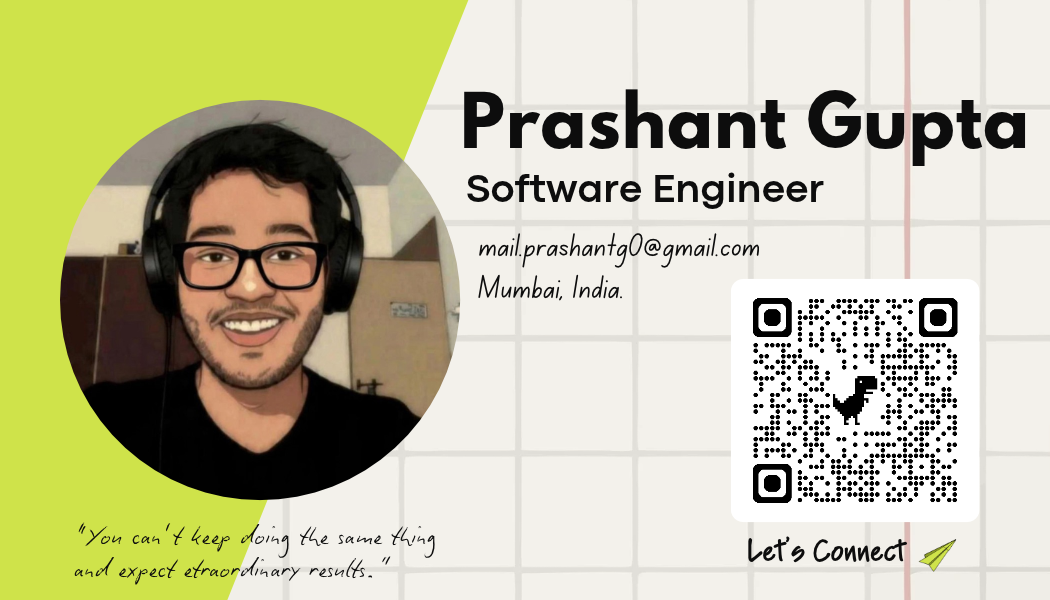 Prashant Gupta
Software Engineer
mail.prashantg0@gmail.com
Mumbai, India.
"You can't keep doing the same thing
and expect etraordinary results."
Let's Connect